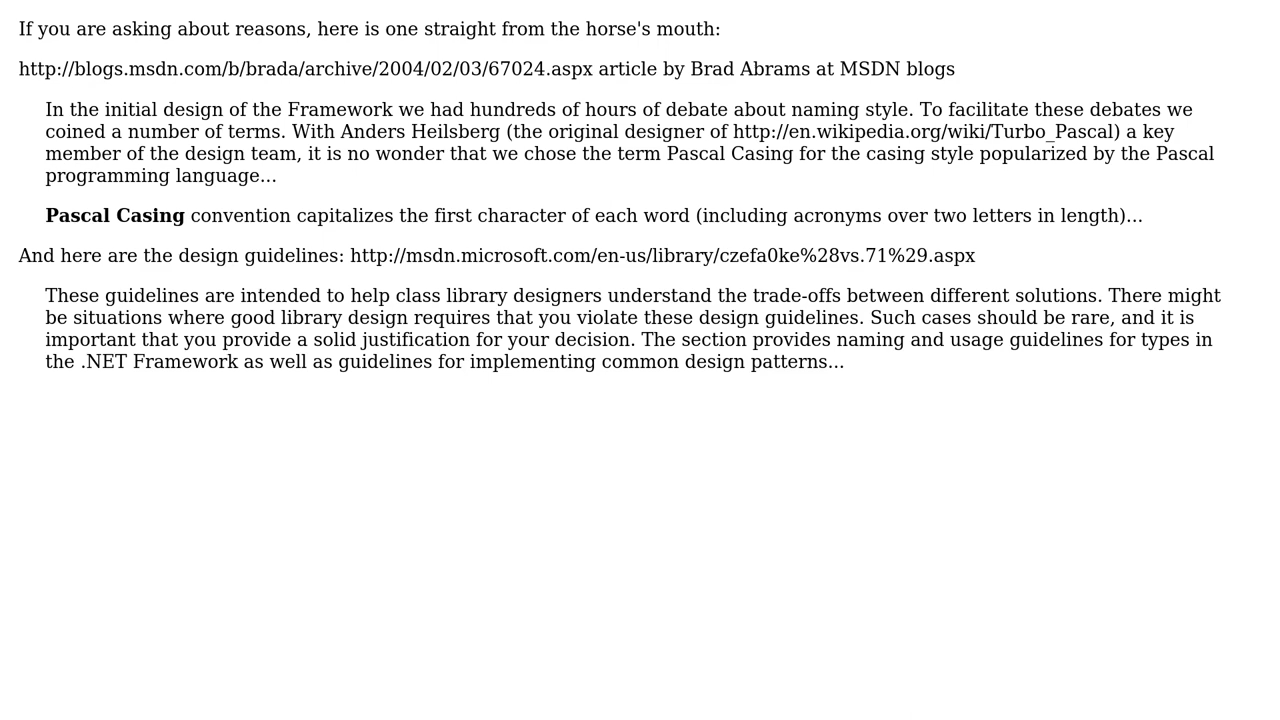 If you are asking about reasons, here is one straight from the horse's mouth:
http://blogs.msdn.com/b/brada/archive/2004/02/03/67024.aspx article by Brad Abrams at MSDN blogs
In the initial design of the Framework we had hundreds of hours of debate about naming style. To facilitate these debates we
coined a number of terms. With Anders Heilsberg (the original designer of http://en.wikipedia.org/wiki/Turbo_Pascal) a key
member of the design team, it is no wonder that we chose the term Pascal Casing for the casing style popularized by the Pascal
programming language...
Pascal Casing convention capitalizes the first character of each word (including acronyms over two letters in length)...
And here are the design guidelines: http://msdn.microsoft.com/en-us/library/czefa0ke%28vs.71%29.aspx
These guidelines are intended to help class library designers understand the trade-offs between different solutions. There might
be situations where good library design requires that you violate these design guidelines. Such cases should be rare, and it is
important that you provide a solid justification for your decision. The section provides naming and usage guidelines for types in
the .NET Framework as well as guidelines for implementing common design patterns...